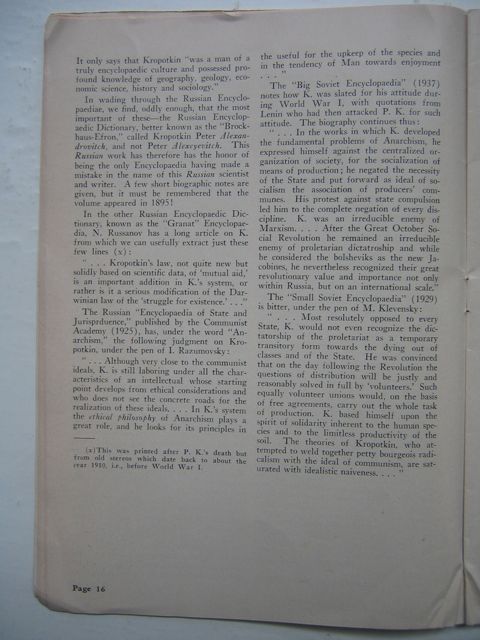 It only says that Kropotkin "was a man of a
truly encyclopaedic culture and possessed pro-
found knowledge of geography, geology, eco-
nomic science, history and sociology."
In wading through the Russian Encyclo-
paediae, we find, oddly enough, that the most
important of these—the Russian Encyclop-
aedic Dictionary, better known as the "Brock-
haus-Efron," called Kropotkin Peter Alexan-
drovitch, and not Peter Alexeyevitch. This
Russian work has therefore has the honor of
being the only Encyclopaedia having made a
mistake in the name of this Russian scientist
and writer. A few short biographic notes are
given, but it must be remembered that the
volume appeared in 1895!
In the other Russian Encyclopaedic Dic-
tionary, known as the "Granat" Encyclopae-
dia, N. Russanov has a long article on K.
from which we can usefully extract just these
few lines (x):
". . . Kropotkin's law, not quite new but
solidly based on scientific data, of 'mutual aid,'
is an important addition in K.'s system, or
rather is it a serious modification of the Dar-
winian law of the 'struggle for existence.' . . ."
The Russian "Encyclopaedia of State and
Jurisprduence," published by the Communist
Academy (1925), has, under the word "An-
archism," the following judgment on Kro-
potkin, under the pen of I. Razumovsky:
". . . Although very close to the communist
ideals, K. is still laboring under all the char-
acteristics of an intellectual whose starting
point develops from ethical considerations and
who does not see the concrete roads for the
realization of these ideals. . . . In K.'s system
the ethical philosophy of Anarchism plays a
great role, and he looks for its principles in
(x)This was printed after P. K.'s death but
from old stereos which date back to about the
year 1910, i.e., before World War I.
Page 16
the useful for the upkeep of the species and
in the tendency of Man towards enjoyment
. . . ."
The "Big Soviet Encyclopaedia" (1937)
notes how K. was slated for his attitude dur-
ing World War I, with quotations from
Lenin who had then attacked P. K. for such
attitude. The biography continues thus:
". . . In the works in which K. developed
the fundamental problems of Anarchism, he
expressed himself against the centralized or-
ganization of society, for the socialization of
means of production; he negated the necessity
of the State and put forward as ideal of so-
cialism the association of producers' com-
munes. His protest against state compulsion
led him to the complete negation of every dis-
cipline. K. was an irreducible enemy of
Marxism. . . . After the Great October So-
cial Revolution he remained an irreducible
enemy of proletarian dictatroship and while
he considered the bolsheviks as the new Ja-
cobines, he nevertheless recognized their great
revolutionary value and importance not only
within Russia, but on an international scale."
The "Small Soviet Encyclopaedia" (1929)
is bitter, under the pen of M. Klevensky:
". . . Most resolutely opposed to every
State, K. would not even recognize the dic-
tatorship of the proletariat as a temporary
transitory form towards the dying out of
classes and of the State. He was convinced
that on the day following the Revolution the
questions of distribution will be justly and
reasonably solved in full by 'volunteers.' Such
equally volunteer unions would, on the basis
of free agreements, carry out the whole task
of production. K. based himself upon the
spirit of solidarity inherent to the human spe-
cies and to the limitless productivity of the
soil. The theories of Kropotkin, who at-
tempted to weld together petty bourgeois radi-
calism with the ideal of communism, are sat-
urated with idealistic naiveness. . . . "